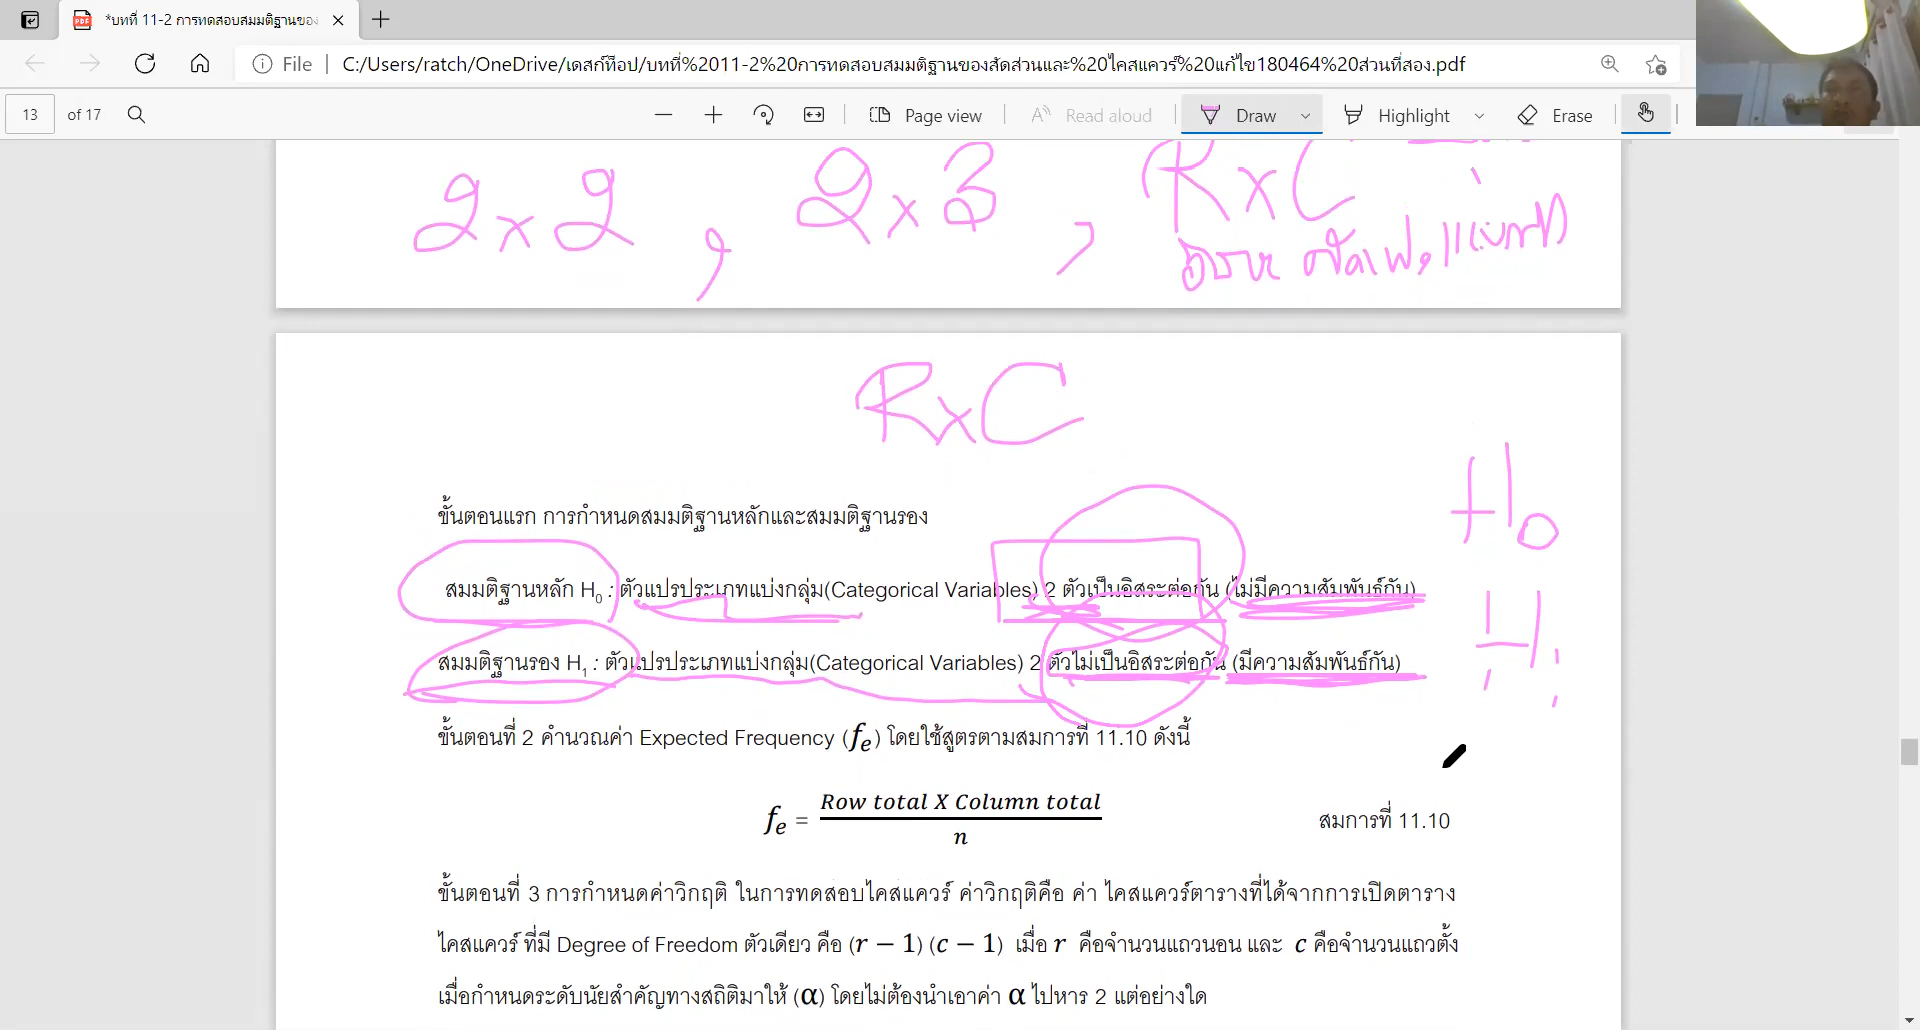 *บทที่ 11-2 การทดสอบสมมติฐานของ
File C:/Users/ratch/OneDrive/เดสก์ท็อป/บทที่%2011-2%20การทดสอบสมมติฐานของสัดส่วนและ%20ไคสแควร์%20แก้ไข180464%20ส่วนที่สอง.pdf
13 of 17 Page view Read aloud Draw Highlight Erase
2x2 , 2x3 , RxC
RxC
H0
H1
ขั้นตอนแรก การกำหนดสมมติฐานหลักและสมมติฐานรอง
สมมติฐานหลัก H0 : ตัวแปรประเภทแบ่งกลุ่ม(Categorical Variables) 2 ตัวเป็นอิสระต่อกัน (ไม่มีความสัมพันธ์กัน)
สมมติฐานรอง H1 : ตัวแปรประเภทแบ่งกลุ่ม(Categorical Variables) 2 ตัวไม่เป็นอิสระต่อกัน (มีความสัมพันธ์กัน)
ขั้นตอนที่ 2 คำนวณค่า Expected Frequency (fe) โดยใช้สูตรตามสมการที่ 11.10 ดังนี้
fe = Row total X Column total / n สมการที่ 11.10
ขั้นตอนที่ 3 การกำหนดค่าวิกฤติ ในการทดสอบไคสแควร์ ค่าวิกฤติคือ ค่า ไคสแควร์ตารางที่ได้จากการเปิดตาราง
ไคสแควร์ ที่มี Degree of Freedom ตัวเดียว คือ (r − 1) (c − 1) เมื่อ r คือจำนวนแถวนอน และ c คือจำนวนแถวตั้ง
เมื่อกำหนดระดับนัยสำคัญทางสถิติมาให้ (α) โดยไม่ต้องนำเอาค่า α ไปหาร 2 แต่อย่างใด